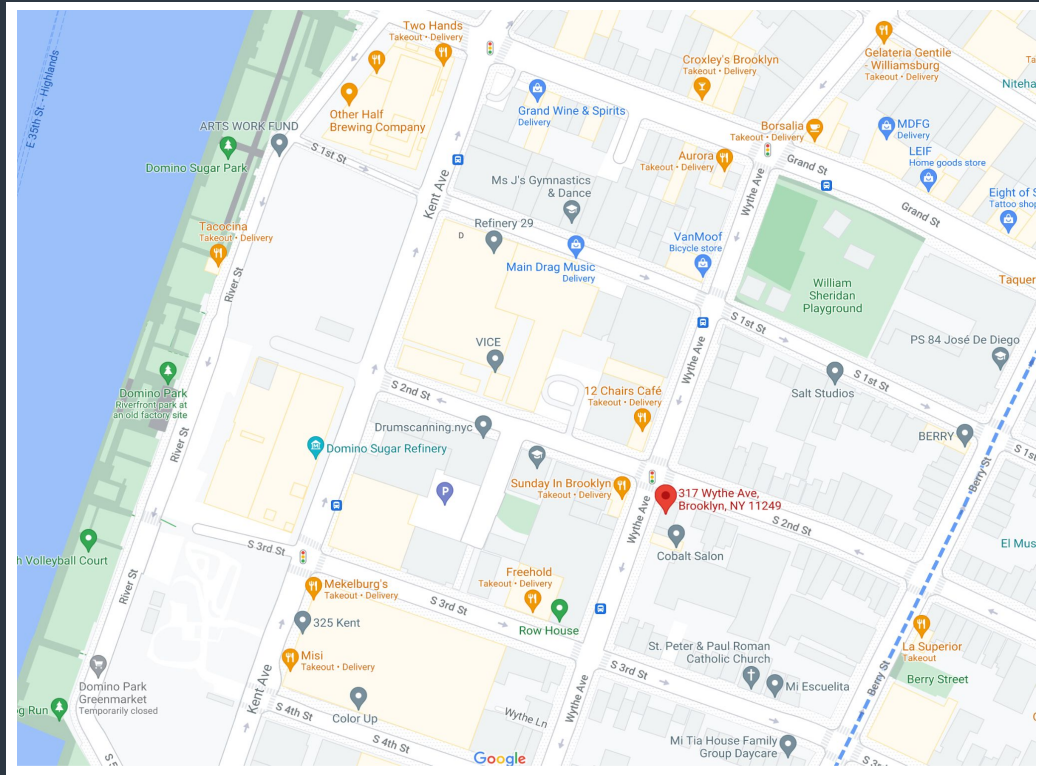 Two Hands
Takeout • Delivery
Croxley's Brooklyn
Takeout • Delivery
Gelateria Gentile
- Williamsburg
Takeout • Delivery
E 35th St. - Highlands
Other Half
Brewing Company
Grand Wine & Spirits
Delivery
ARTS WORK FUND
Domino Sugar Park
S 1st St
Kent Ave
Borsalia
Takeout • Delivery
MDFG
Delivery
LEIF
Home goods store
Aurora
Takeout • Delivery
Grand St
Ms J's Gymnastics
& Dance
Wythe Ave
Grand St
Tattoo
Tacocina
Takeout • Delivery
Refinery 29
D
VanMoof
Bicycle store
Main Drag Music
Delivery
River St
S 1st St
William
Sheridan
Playground
S 1st St
PS 84 José De Diego
VICE
Wythe Ave
S 1st St
Domino Park
Riverfront park at
an old factory site
S 2nd St
12 Chairs Café
Takeout • Delivery
Salt Studios
Drumscanning.nyc
BERRY
River St
Kent Ave
Domino Sugar Refinery
P
Sunday In Brooklyn
Takeout • Delivery
S 2nd St
317 Wythe Ave,
Brooklyn, NY 11249
Berry St
S 2nd St
Wythe Ave
Cobalt Salon
S 3rd St
Volleyball Court
River St
Mekelburg's
Takeout • Delivery
Freehold
Takeout • Delivery
S 3rd St
Row House
325 Kent
Misi
Takeout • Delivery
St. Peter & Paul Roman
Catholic Church
S 3rd St
La Superior
Takeout
Berry St
Berry Street
Mi Escuelita
Domino Park
Greenmarket
Temporarily closed
Kent Ave
Run
S 4th St
Color Up
Wythe Ln
Wythe Ave
S 4th St
Mi Tia House Family
Group Daycare
Google